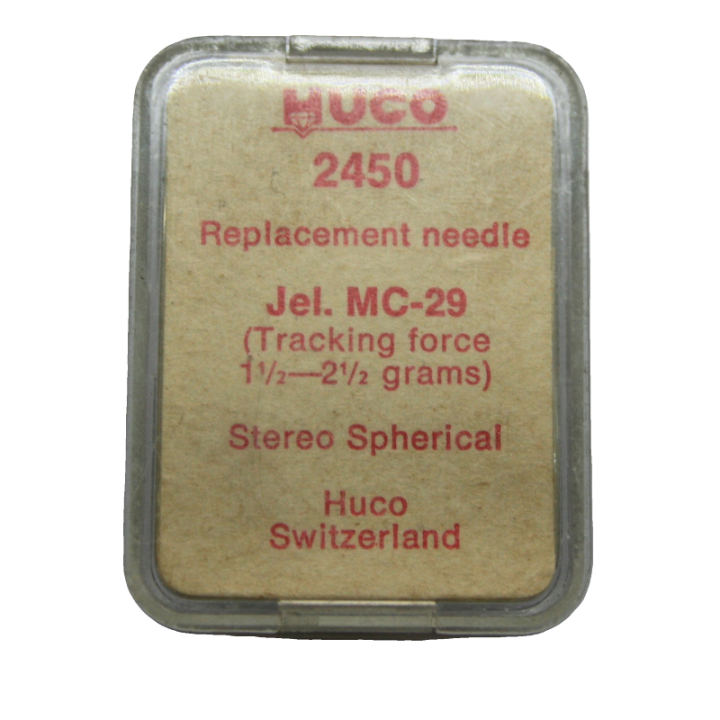 HUCO
2450
Replacement needle
Jel. MC-29
(Tracking force
1½—2½ grams)
Stereo Spherical
Huco
Switzerland